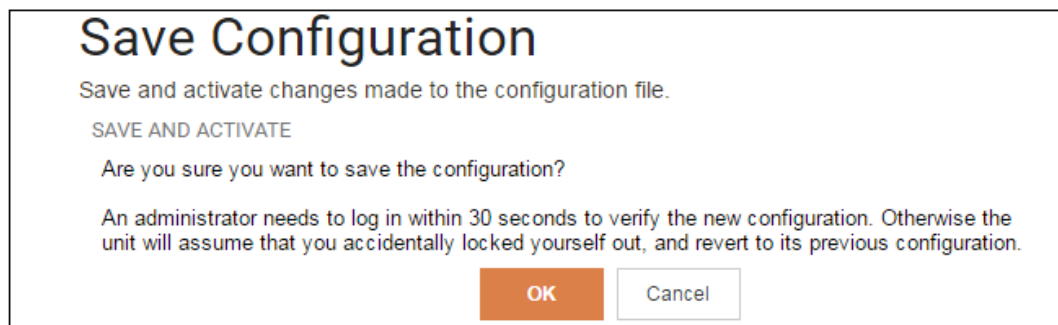 Save Configuration
Save and activate changes made to the configuration file.
SAVE AND ACTIVATE
Are you sure you want to save the configuration?
An administrator needs to log in within 30 seconds to verify the new configuration. Otherwise the
unit will assume that you accidentally locked yourself out, and revert to its previous configuration.
OK Cancel